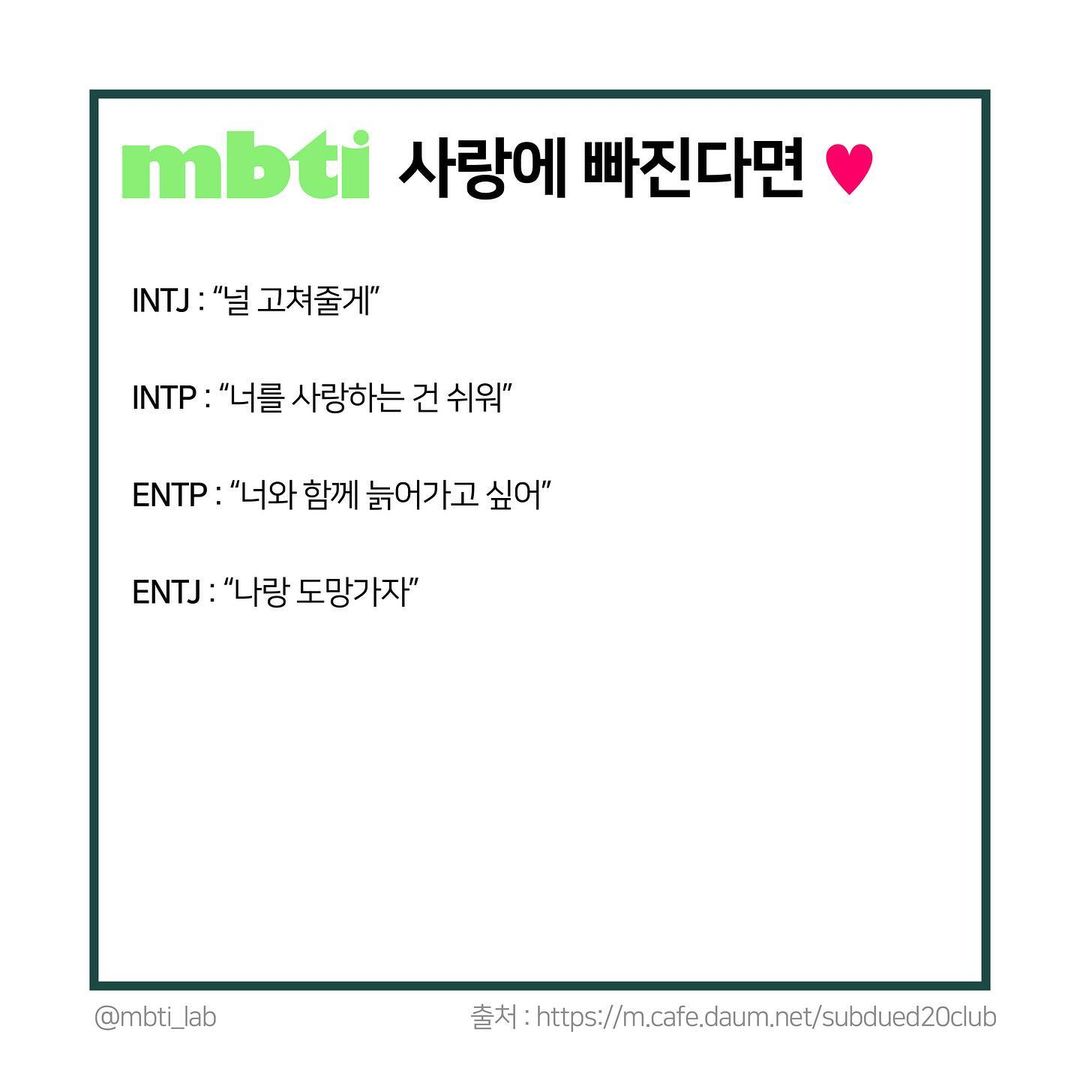 mbti 사랑에 빠진다면 ♥
INTJ : “널 고쳐줄게”
INTP : “너를 사랑하는 건 쉬워”
ENTP : “너와 함께 늙어가고 싶어”
ENTJ : “나랑 도망가자”
@mbti_lab 출처 : https://m.cafe.daum.net/subdued20club